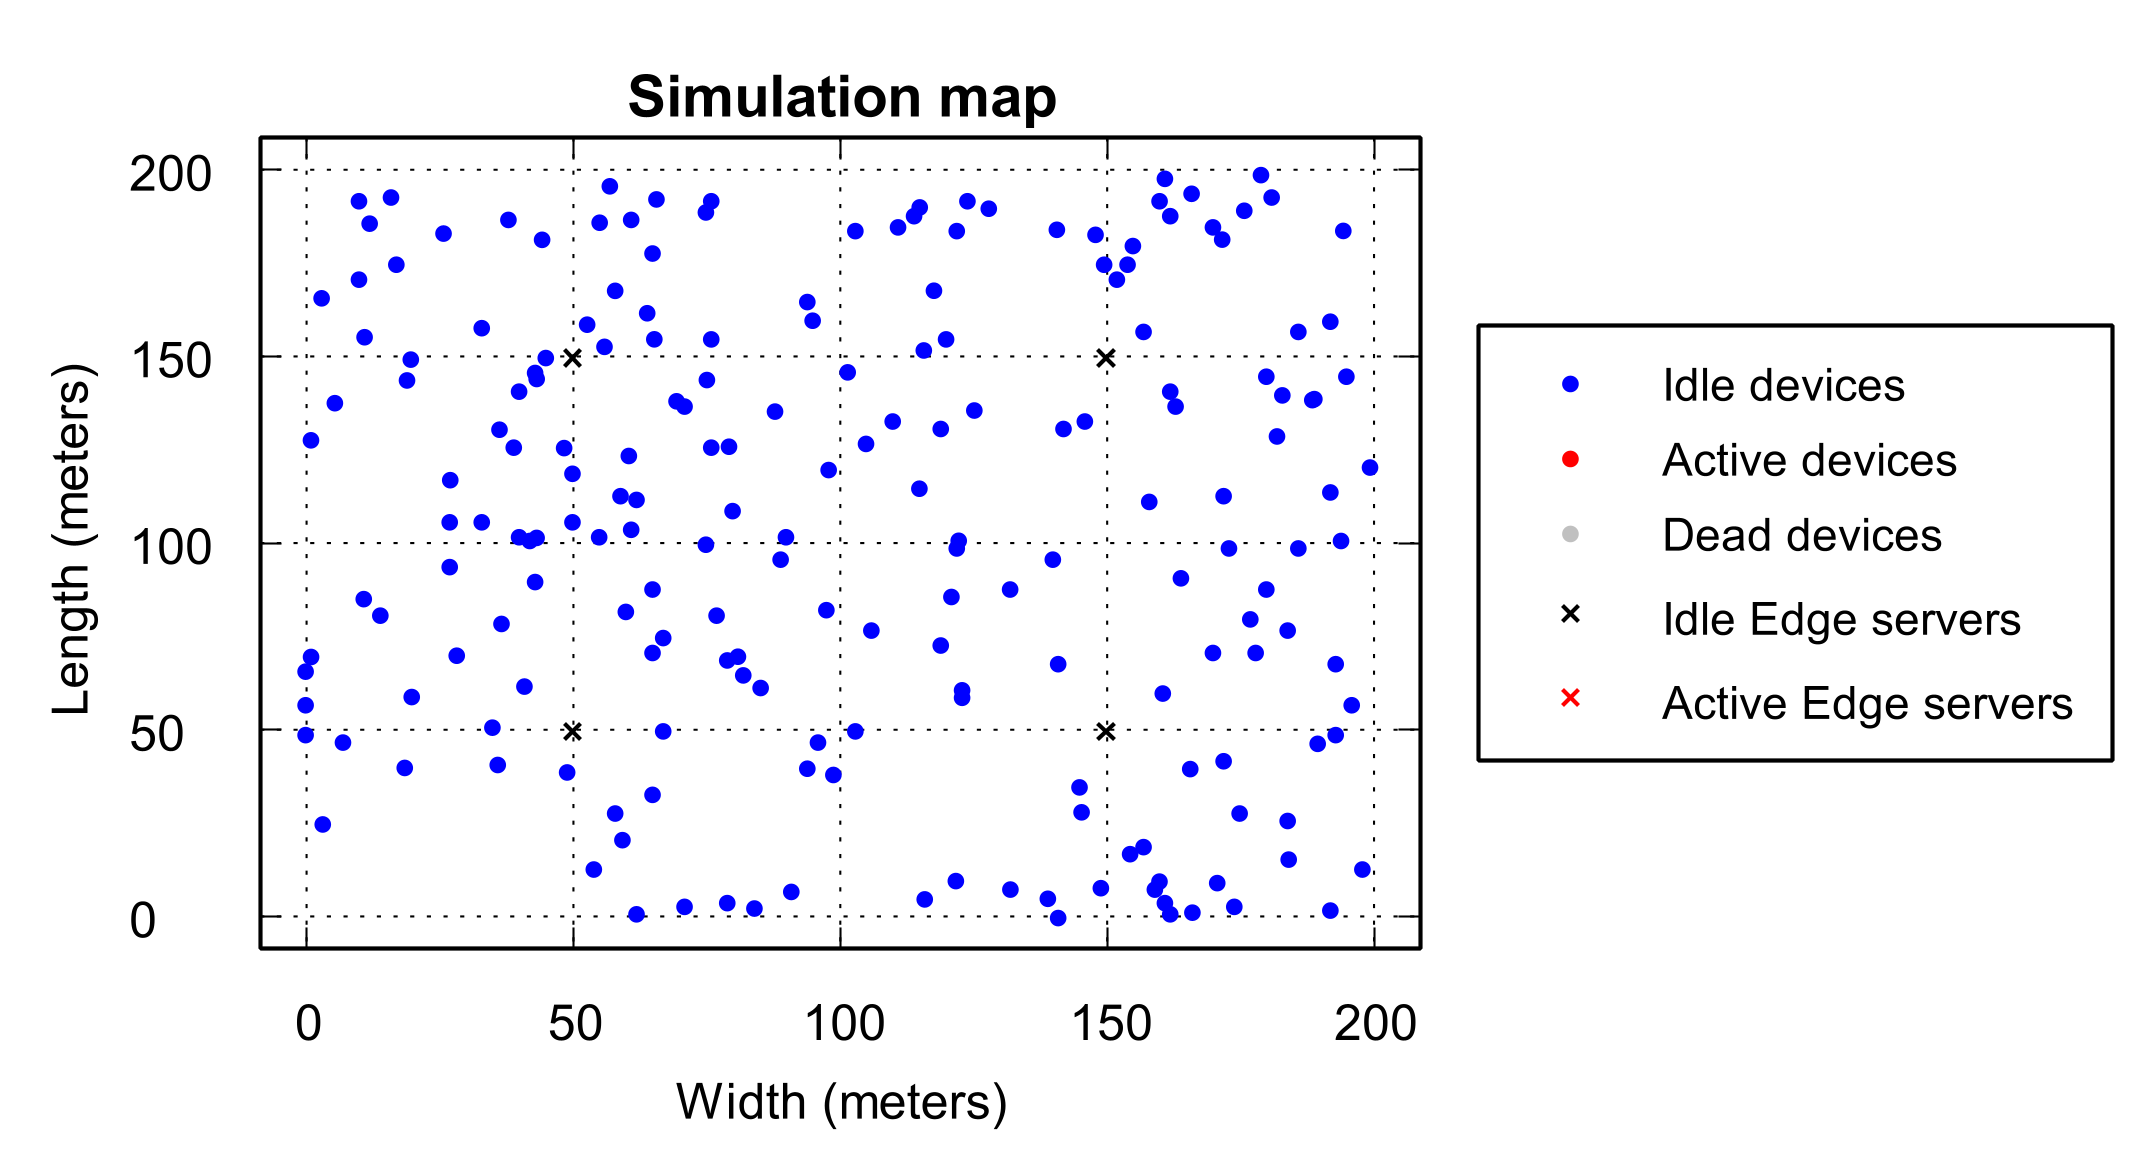 Simulation map
200
150
100
50
0
Length (meters)
0 50 100 150 200
Width (meters)
Idle devices
Active devices
Dead devices
Idle Edge servers
Active Edge servers